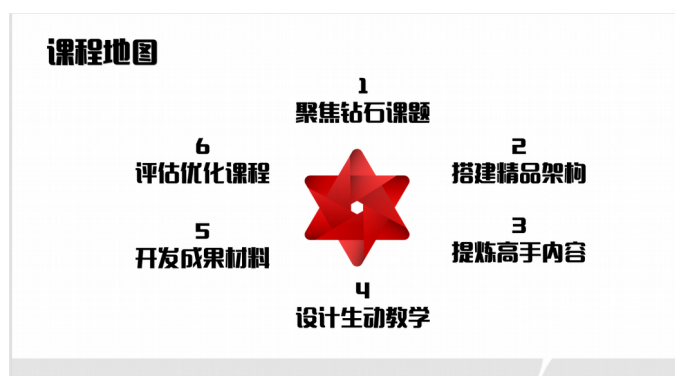 课程地图
1
聚焦钻石课题
2
搭建精品架构
3
提炼高手内容
4
设计生动教学
5
开发成果材料
6
评估优化课程